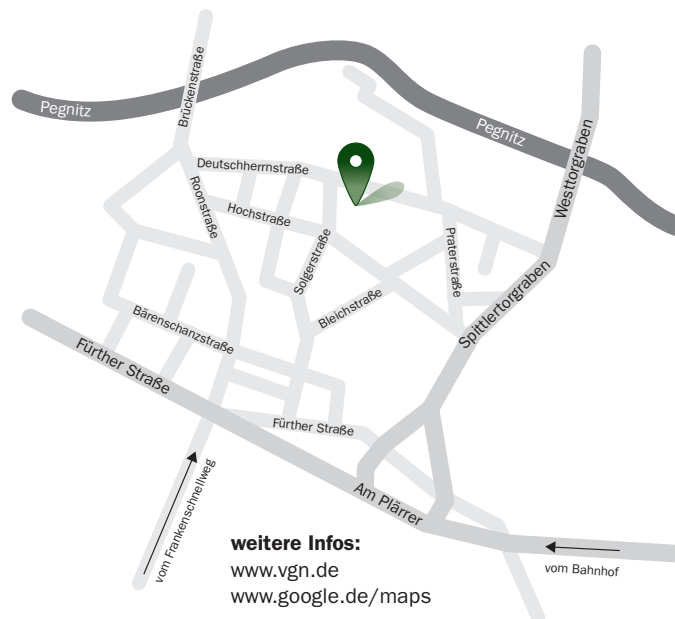 Brückenstraße
Pegnitz
Pegnitz
Westtorgraben
Deutschherrnstraße
Roonstraße
Hochstraße
Solgerstraße
Praterstraße
Bleichstraße
Spittlertorgraben
Bärenschanzstraße
Fürther Straße
Fürther Straße
Am Plärrer
vom Frankenschnellweg
vom Bahnhof
weitere Infos:
www.vgn.de
www.google.de/maps